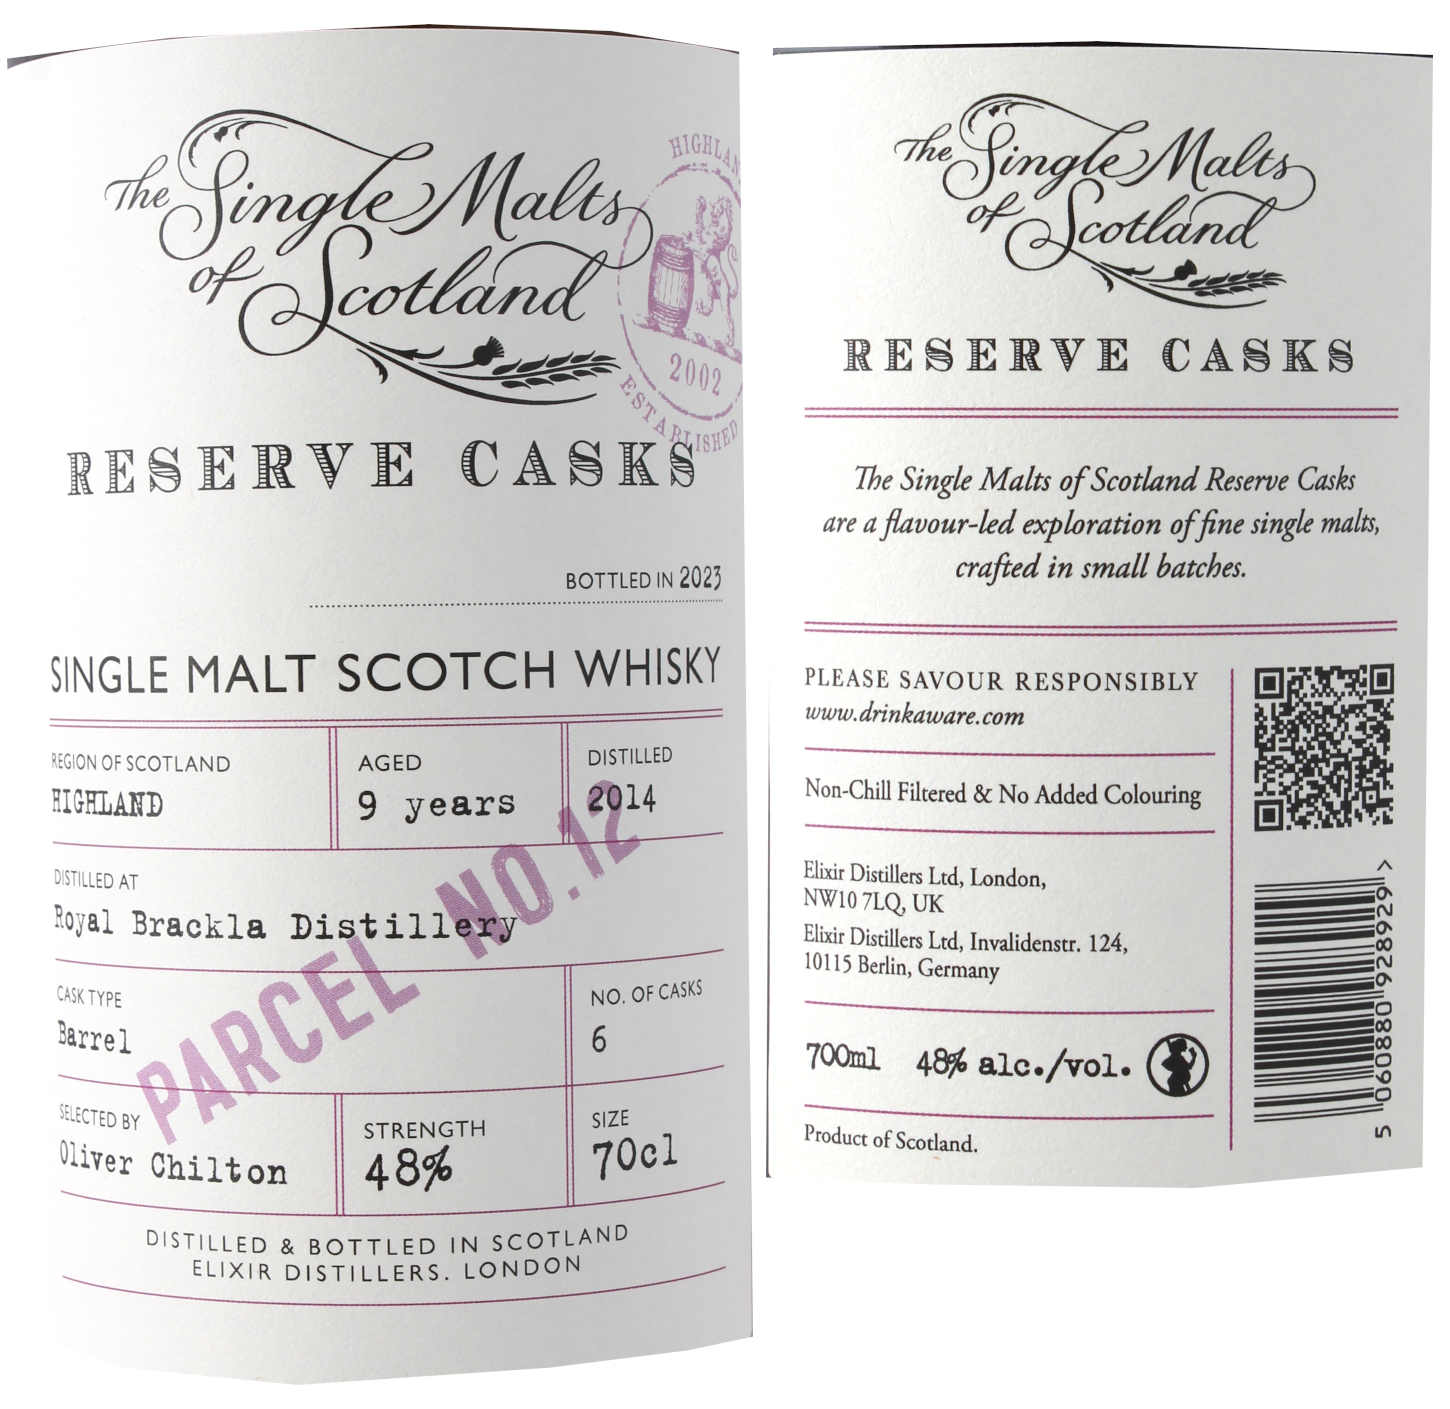 The Single Malts
of Scotland
RESERVE CASKS
2002
ESTABLISHED
BOTTLED IN 2023
SINGLE MALT SCOTCH WHISKY
REGION OF SCOTLAND
HIGHLAND
AGED
9 years
DISTILLED
2014
DISTILLED AT
Royal Brackla Distillery
PARCEL NO.12
CASK TYPE
Barrel
NO. OF CASKS
6
SELECTED BY
Oliver Chilton
STRENGTH
48%
SIZE
70cl
DISTILLED & BOTTLED IN SCOTLAND
ELIXIR DISTILLERS. LONDON
The Single Malts
of Scotland
RESERVE CASKS
The Single Malts of Scotland Reserve Casks
are a flavour-led exploration of fine single malts,
crafted in small batches.
PLEASE SAVOUR RESPONSIBLY
www.drinkaware.com
Non-Chill Filtered & No Added Colouring
Elixir Distillers Ltd, London,
NW10 7LQ, UK
Elixir Distillers Ltd, Invalidenstr. 124,
10115 Berlin, Germany
700ml 48% alc./vol.
Product of Scotland.
5 060880 928929 >